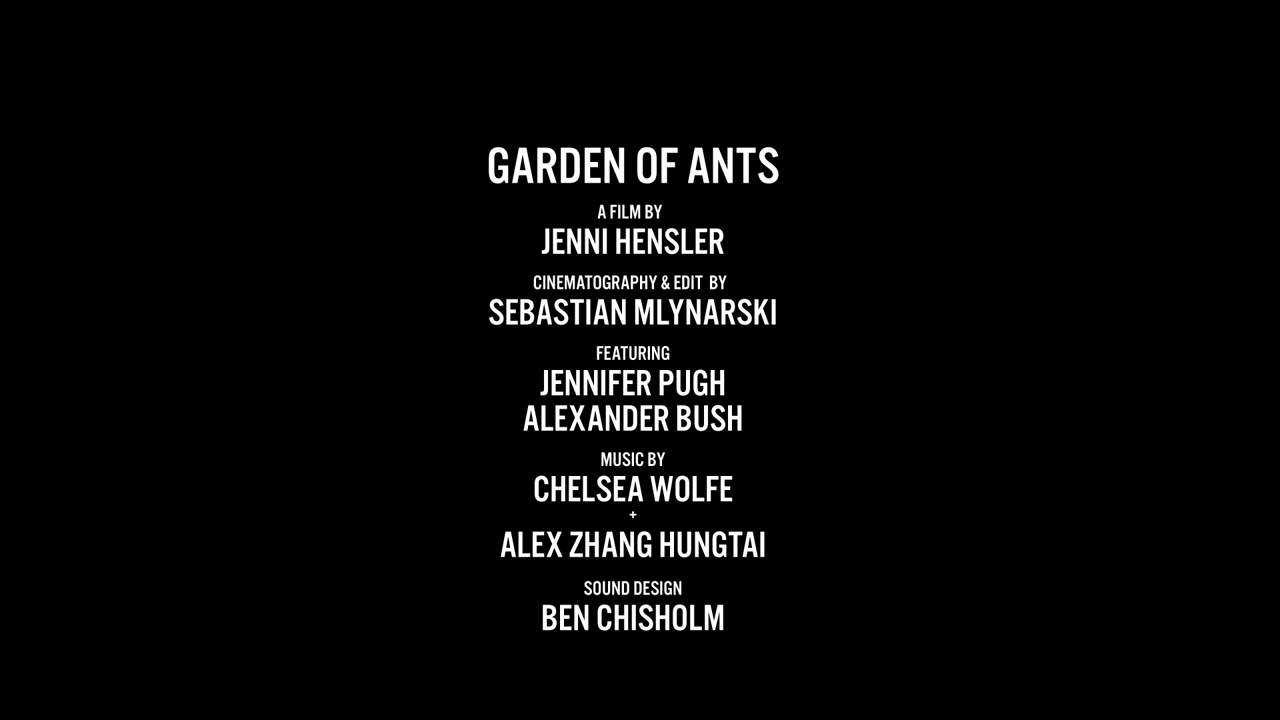 GARDEN OF ANTS
A FILM BY
JENNI HENSLER
CINEMATOGRAPHY & EDIT BY
SEBASTIAN MLYNARSKI
FEATURING
JENNIFER PUGH
ALEXANDER BUSH
MUSIC BY
CHELSEA WOLFE
+
ALEX ZHANG HUNGTAI
SOUND DESIGN
BEN CHISHOLM